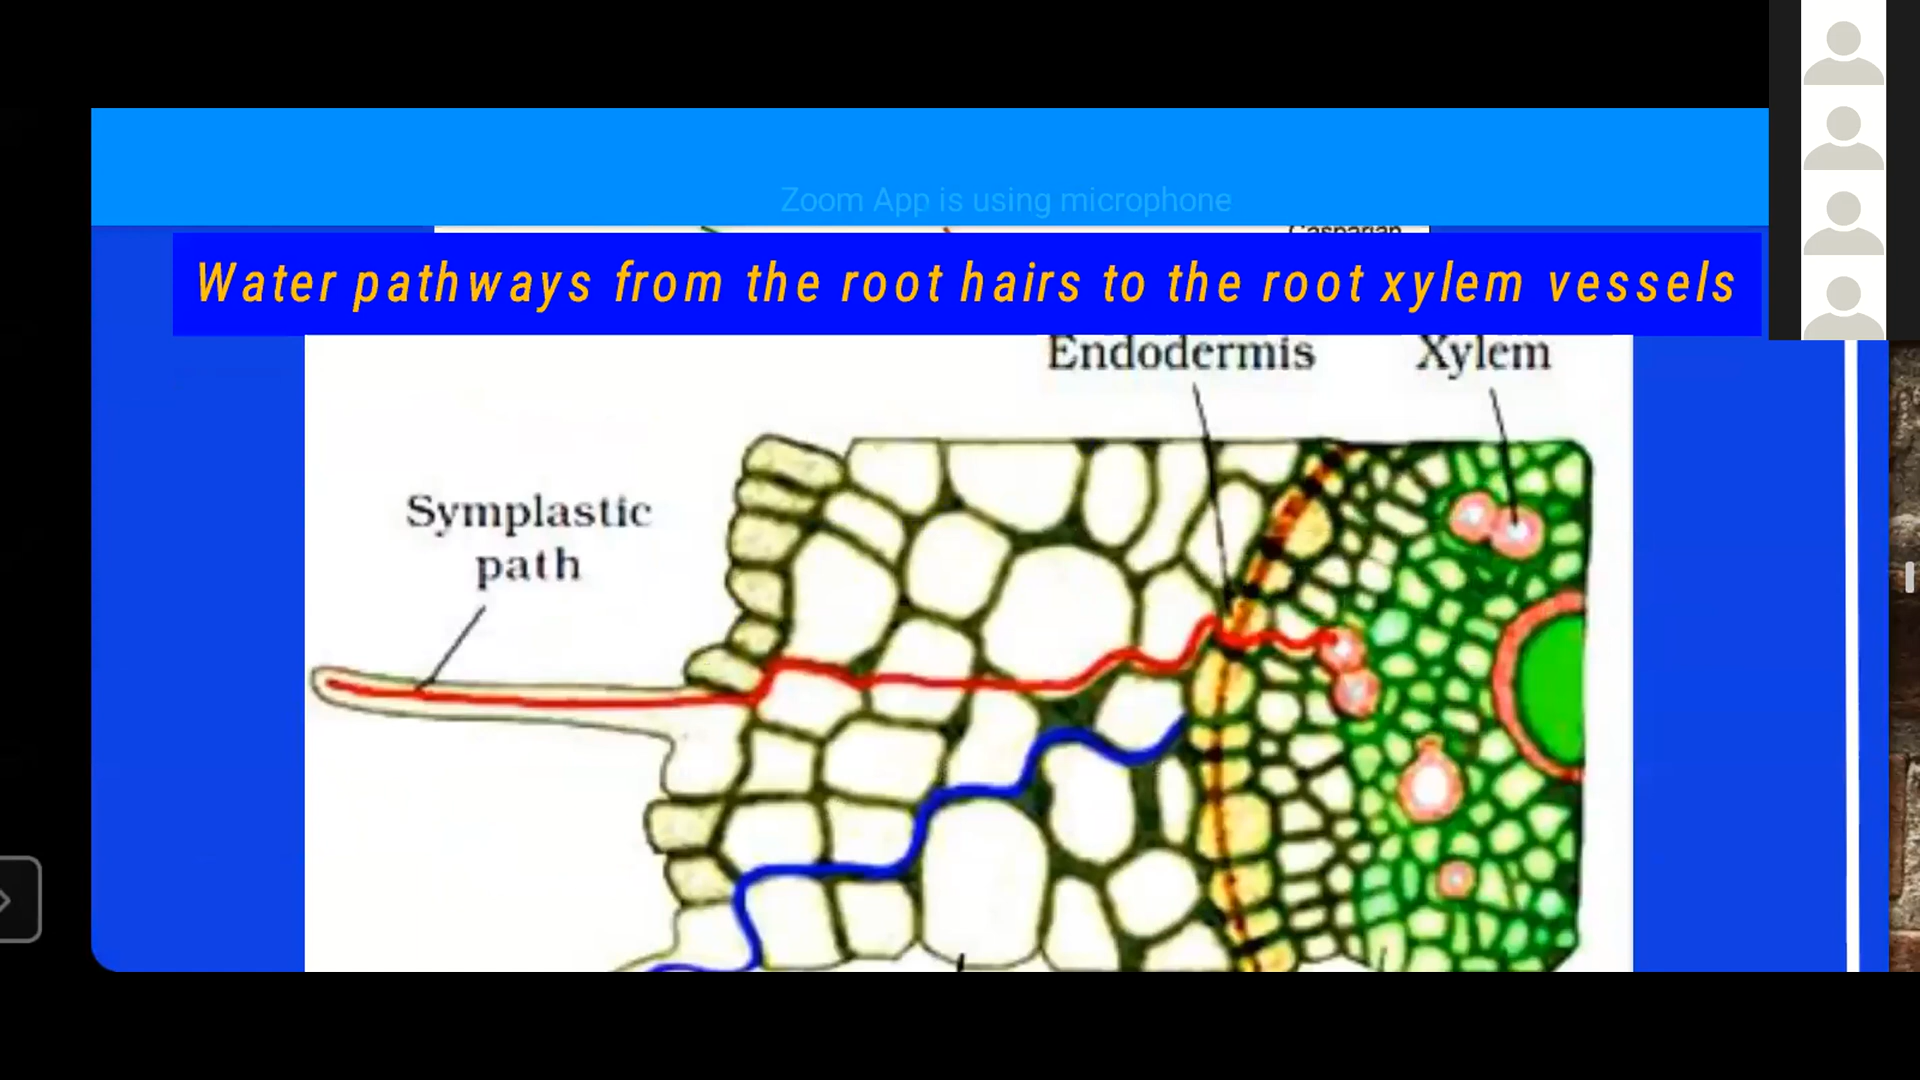 Zoom App is using microphone
Casparian
Water pathways from the root hairs to the root xylem vessels
Endodermis
Xylem
Symplastic
path